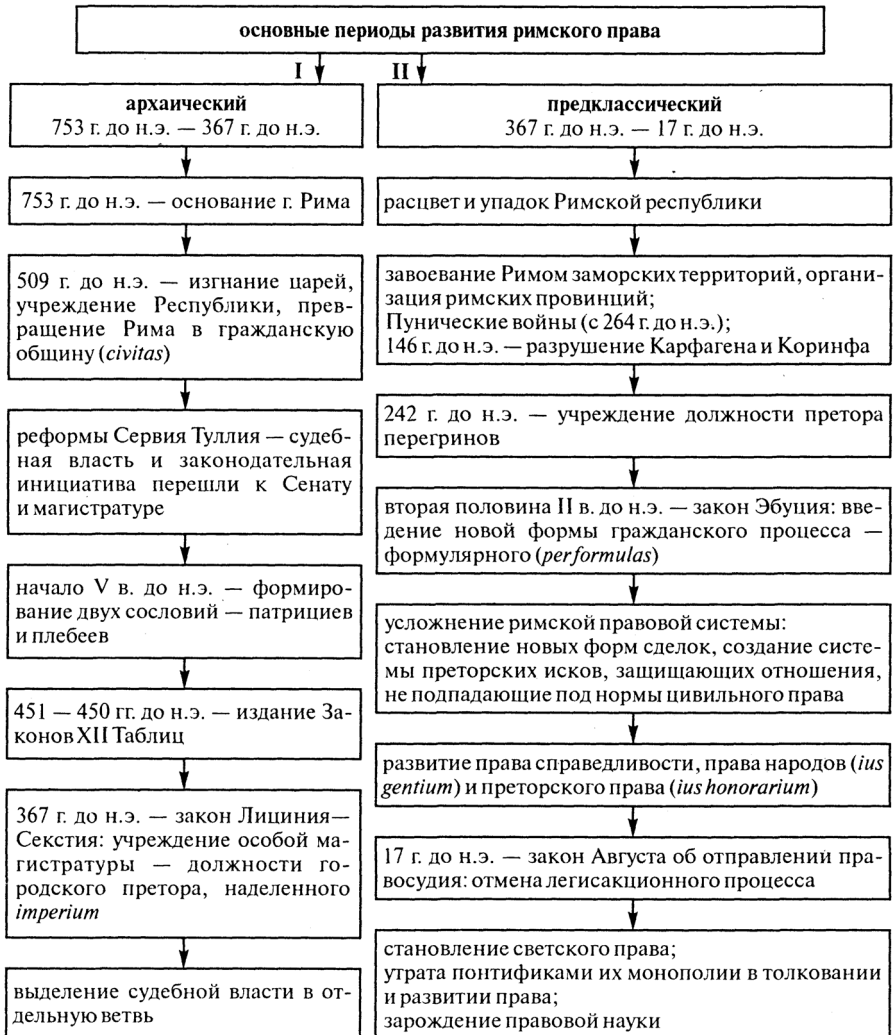 основные периоды развития римского права
I
II
архаический
753 г. до н.э. — 367 г. до н.э.
753 г. до н.э. — основание г. Рима
509 г. до н.э. — изгнание царей,
учреждение Республики, прев-
ращение Рима в гражданскую
общину (civitas)
реформы Сервия Туллия — судеб-
ная власть и законодательная
инициатива перешли к Сенату
и магистратуре
начало V в. до н.э. — формиро-
вание двух сословий — патрициев
и плебеев
451 — 450 гг. до н.э. — издание За-
конов XII Таблиц
367 г. до н.э. — закон Лициния—
Секстия: учреждение особой ма-
гистратуры — должности го-
родского претора, наделенного
imperium
выделение судебной власти в от-
дельную ветвь
предклассический
367 г. до н.э. — 17 г. до н.э.
расцвет и упадок Римской республики
завоевание Римом заморских территорий, органи-
зация римских провинций;
Пунические войны (с 264 г. до н.э.);
146 г. до н.э. — разрушение Карфагена и Коринфа
242 г. до н.э. — учреждение должности претора
перегринов
вторая половина II в. до н.э. — закон Эбуция: вве-
дение новой формы гражданского процесса —
формулярного (per formulas)
усложнение римской правовой системы:
становление новых форм сделок, создание систе-
мы преторских исков, защищающих отношения,
не подпадающие под нормы цивильного права
развитие права справедливости, права народов (ius
gentium) и преторского права (ius honorarium)
17 г. до н.э. — закон Августа об отправлений пра-
восудия: отмена легисакционного процесса
становление светского права;
утрата понтификами их монополии в толковании
и развитии права;
зарождение правовой науки